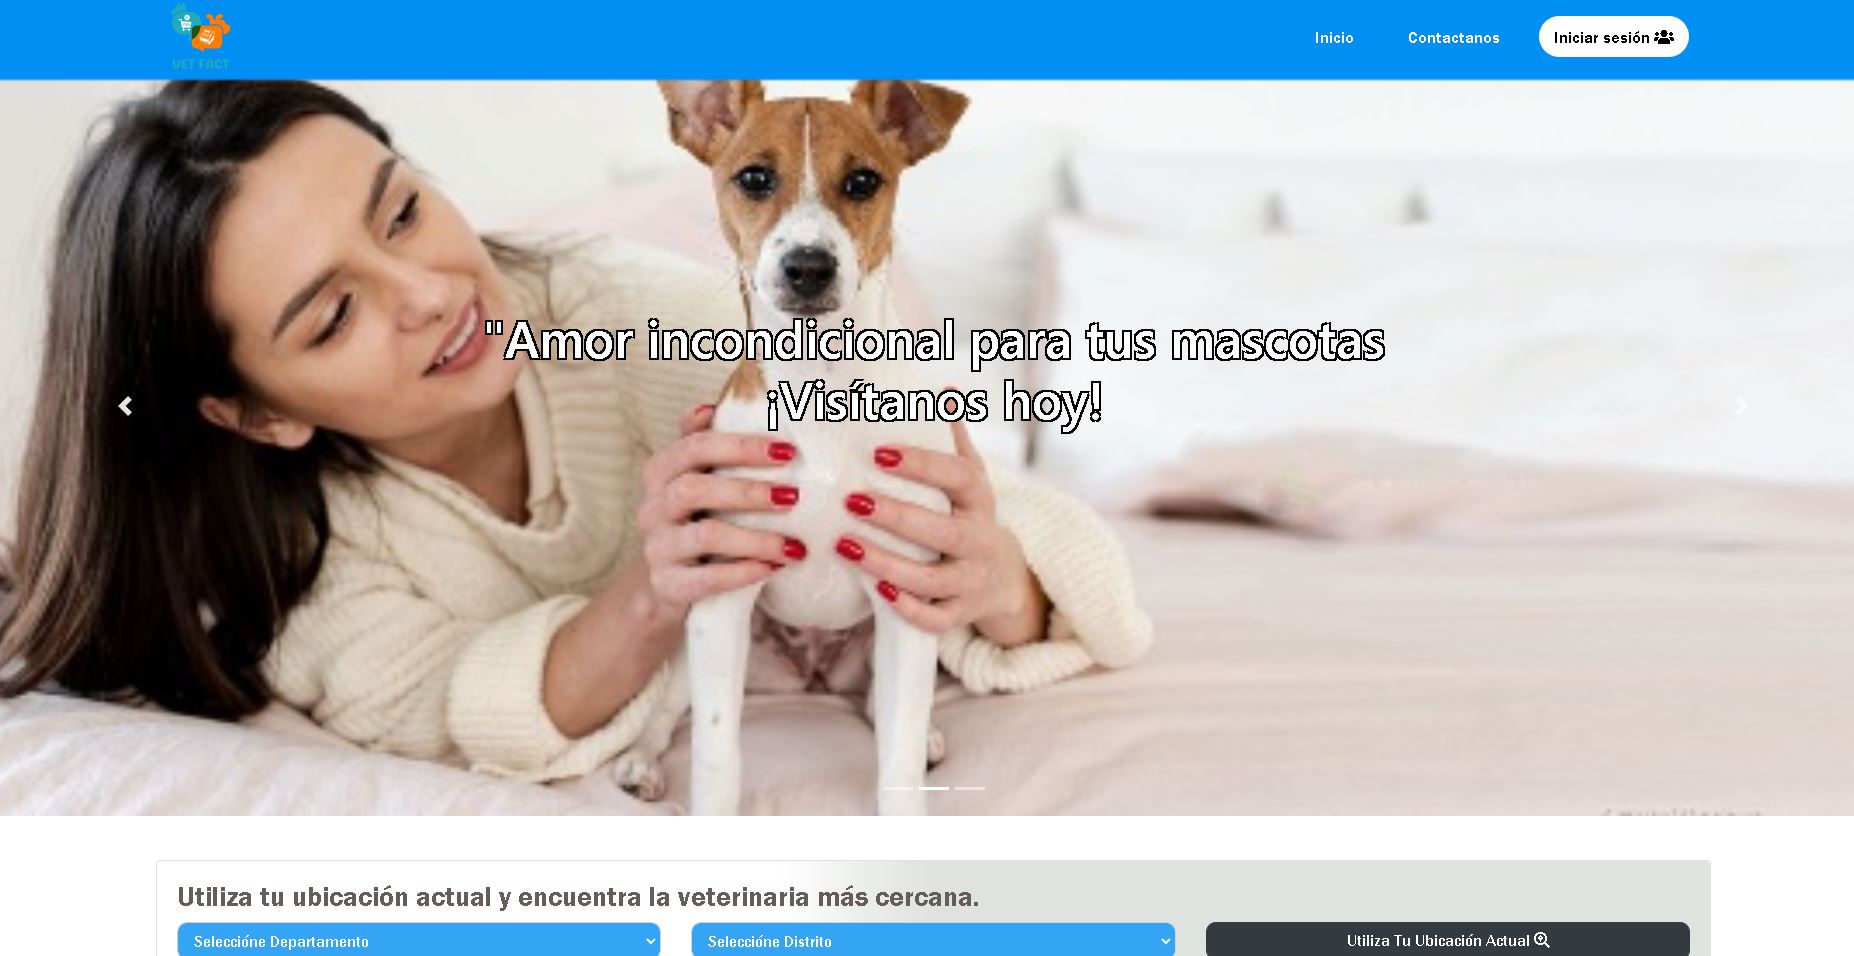 VET FACT
Inicio
Contactanos
Iniciar sesión
"Amor incondicional para tus mascotas
¡Visítanos hoy!
Utiliza tu ubicación actual y encuentra la veterinaria más cercana.
Seleccióne Departamento
Seleccióne Distrito
Utiliza Tu Ubicación Actual